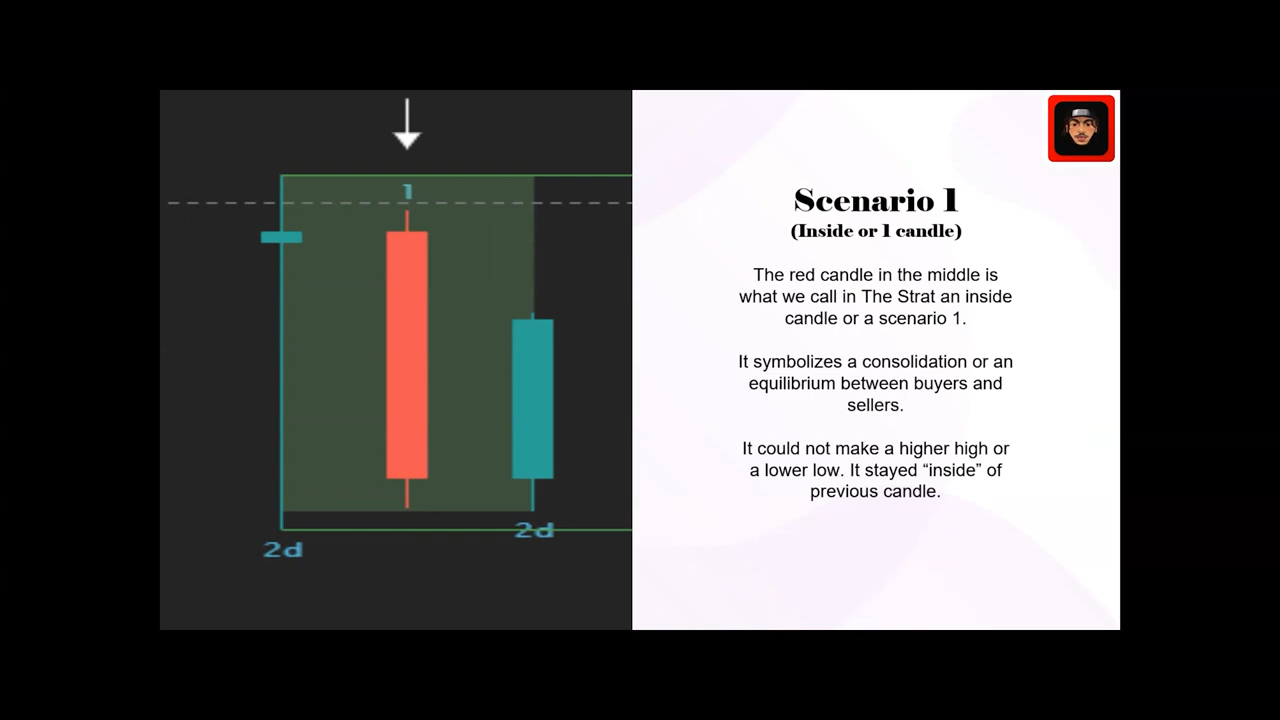 1
2d
2d
Scenario 1
(Inside or 1 candle)
The red candle in the middle is
what we call in The Strat an inside
candle or a scenario 1.
It symbolizes a consolidation or an
equilibrium between buyers and
sellers.
It could not make a higher high or
a lower low. It stayed “inside” of
previous candle.